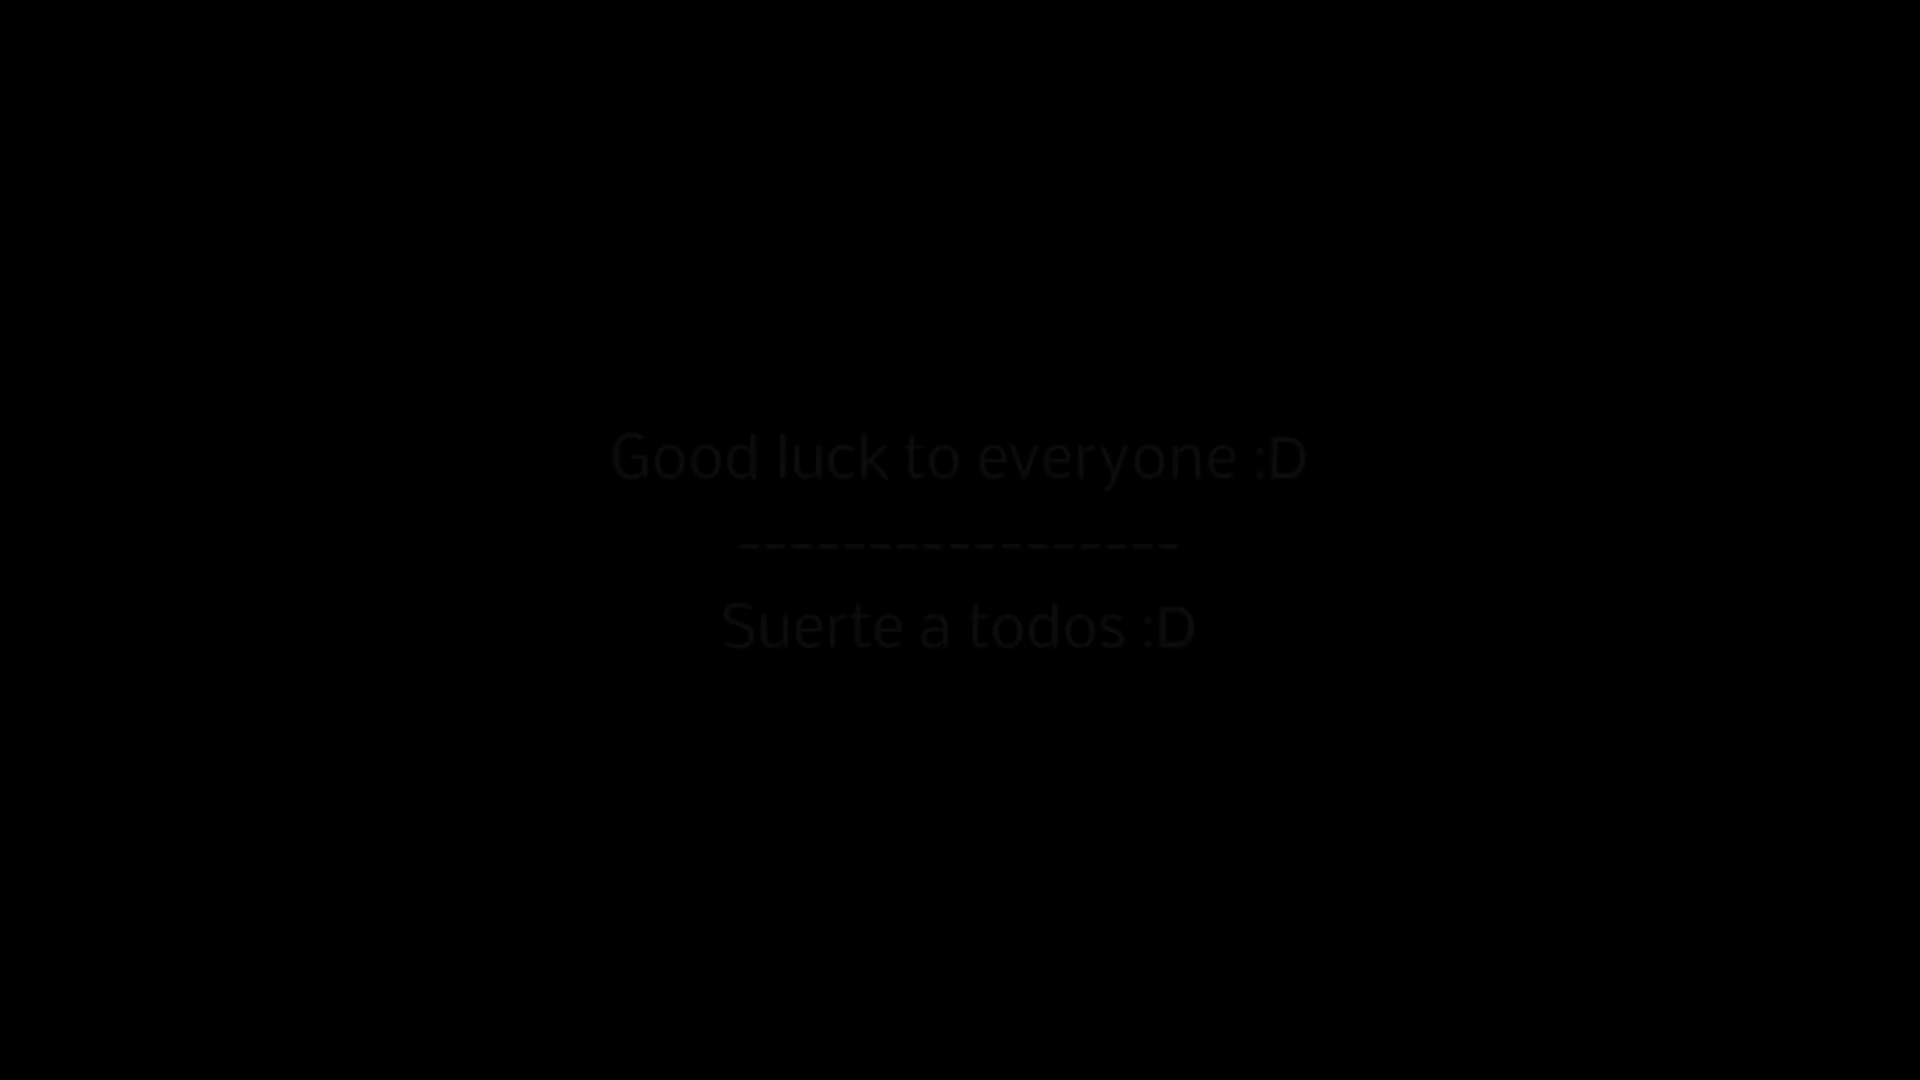 Good luck to everyone :D
-----------------
Suerte a todos :D